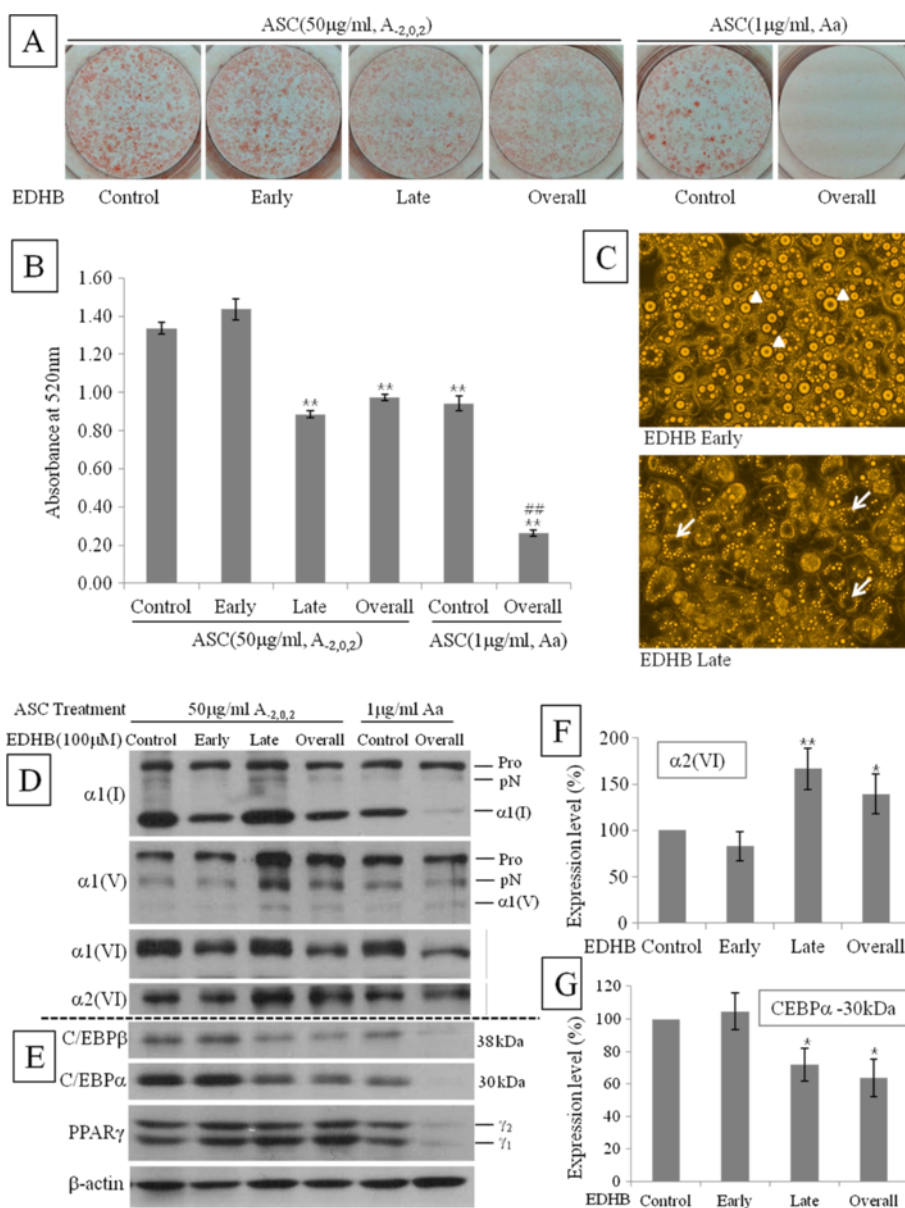 A
ASC(50μg/ml, A-2,0,2)
ASC(1μg/ml, Aa)
EDHB Control Early Late Overall Control Overall
B
Absorbance at 520nm
1.60
1.40
1.20
1.00
0.80
0.60
0.40
0.20
0.00
**
**
**
##
**
Control Early Late Overall Control Overall
ASC(50μg/ml, A-2,0,2) ASC(1μg/ml, Aa)
C
EDHB Early
EDHB Late
ASC Treatment 50μg/ml A-2,0,2 1μg/ml Aa
EDHB(100μM) Control Early Late Overall Control Overall
D
α1(I)
Pro
pN
α1(I)
α1(V)
Pro
pN
α1(V)
α1(VI)
α2(VI)
E
C/EBPβ 38kDa
C/EBPα 30kDa
PPARγ
γ2
γ1
β-actin
F
α2(VI)
Expression level (%)
200
150
100
50
0
**
*
EDHB Control Early Late Overall
G
CEBPα -30kDa
Expression level (%)
120
100
80
60
40
20
0
*
*
EDHB Control Early Late Overall